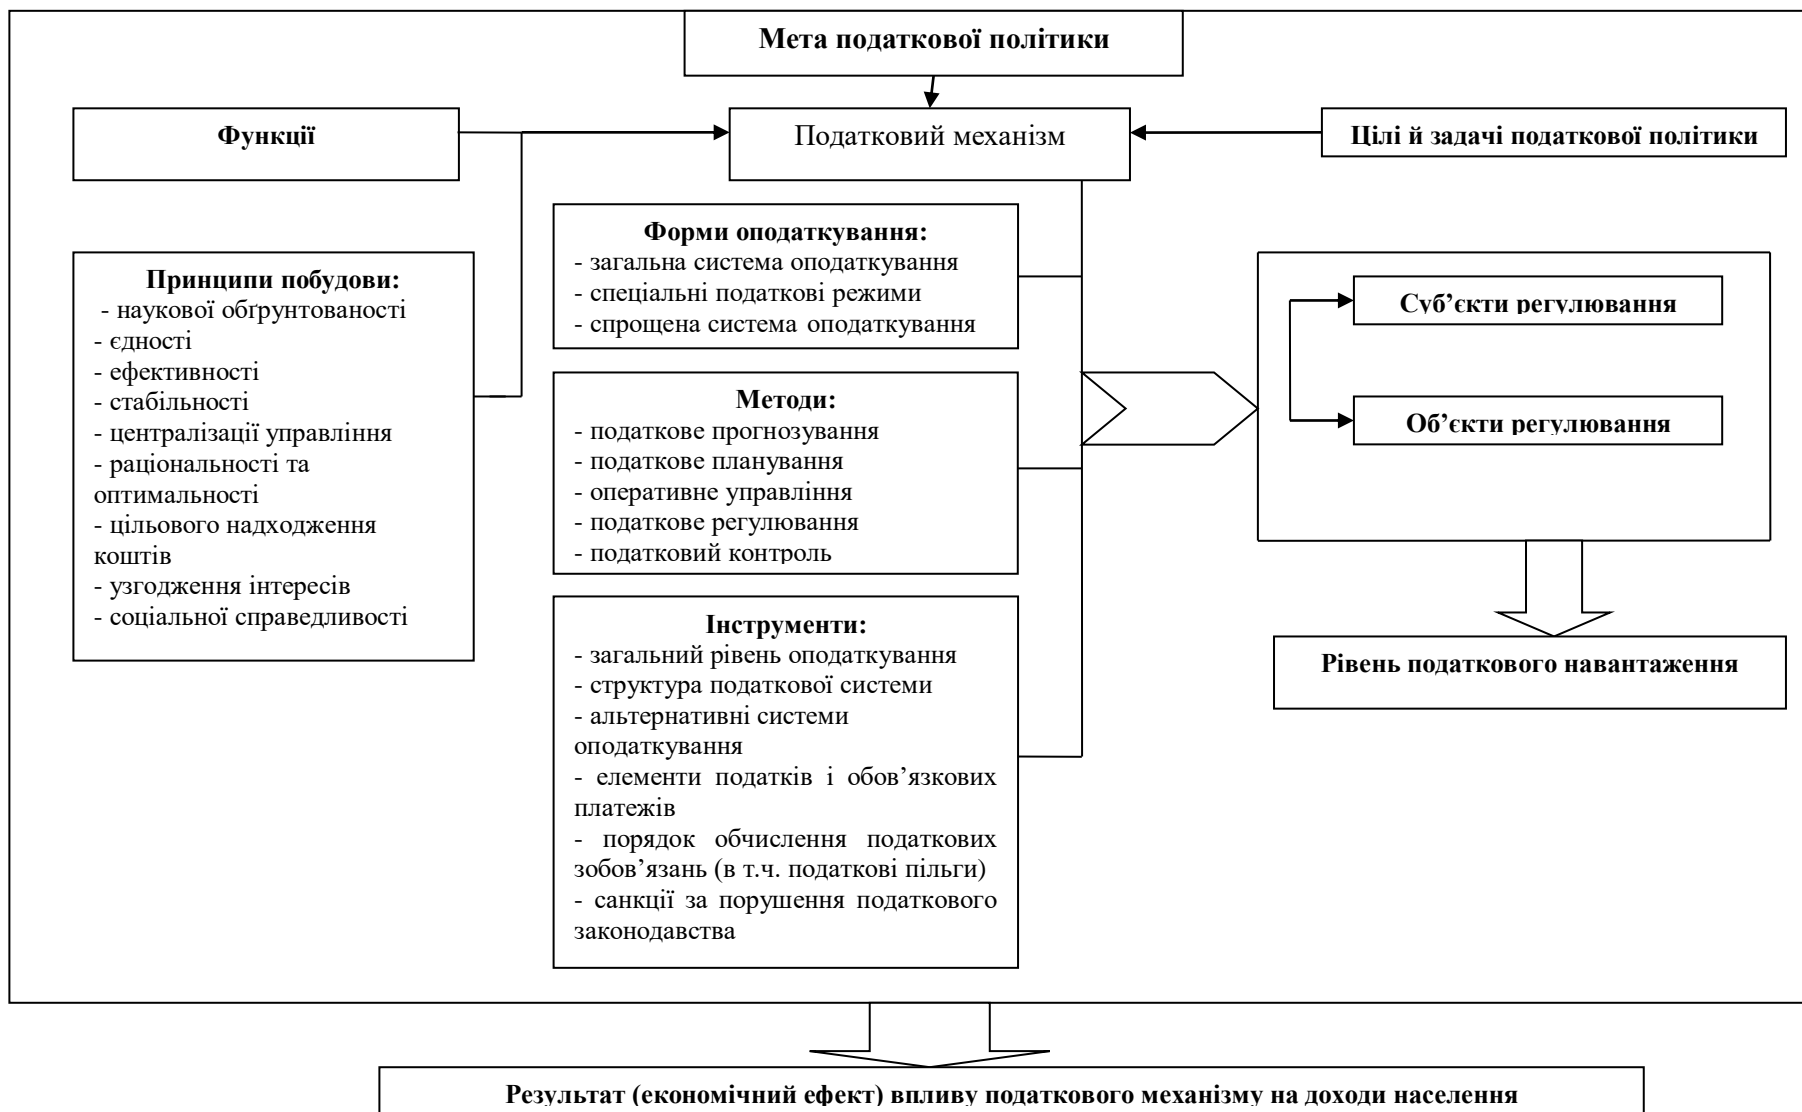 Мета податкової політики
Функції
Податковий механізм
Цілі й задачі податкової політики
Принципи побудови:
- наукової обґрунтованості
- єдності
- ефективності
- стабільності
- централізації управління
- раціональності та
оптимальності
- цільового надходження
коштів
- узгодження інтересів
- соціальної справедливості
Форми оподаткування:
- загальна система оподаткування
- спеціальні податкові режими
- спрощена система оподаткування
Методи:
- податкове прогнозування
- податкове планування
- оперативне управління
- податкове регулювання
- податковий контроль
Інструменти:
- загальний рівень оподаткування
- структура податкової системи
- альтернативні системи
оподаткування
- елементи податків і обов’язкових
платежів
- порядок обчислення податкових
зобов’язань (в т.ч. податкові пільги)
- санкції за порушення податкового
законодавства
Суб’єкти регулювання
Об’єкти регулювання
Рівень податкового навантаження
Результат (економічний ефект) впливу податкового механізму на доходи населення